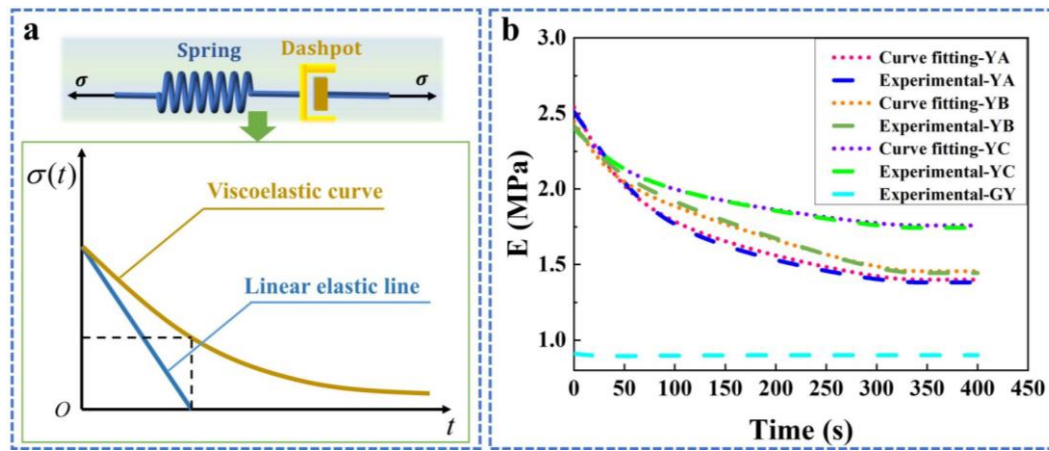 a
Spring
Dashpot
σ
σ
σ(t)
Viscoelastic curve
Linear elastic line
O
t
b
E (MPa)
3.0
2.5
2.0
1.5
1.0
Curve fitting-YA
Experimental-YA
Curve fitting-YB
Experimental-YB
Curve fitting-YC
Experimental-YC
Experimental-GY
0 50 100 150 200 250 300 350 400 450
Time (s)